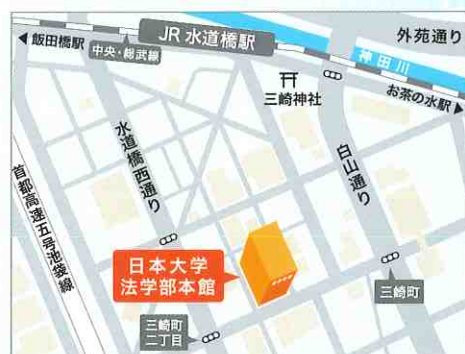 外苑通り
JR 水道橋駅
飯田橋駅
中央・総武線
神田川
お茶の水駅
三崎神社
水道橋西通り
白山通り
首都高速五号池袋線
日本大学
法学部本館
三崎町
三崎町
二丁目